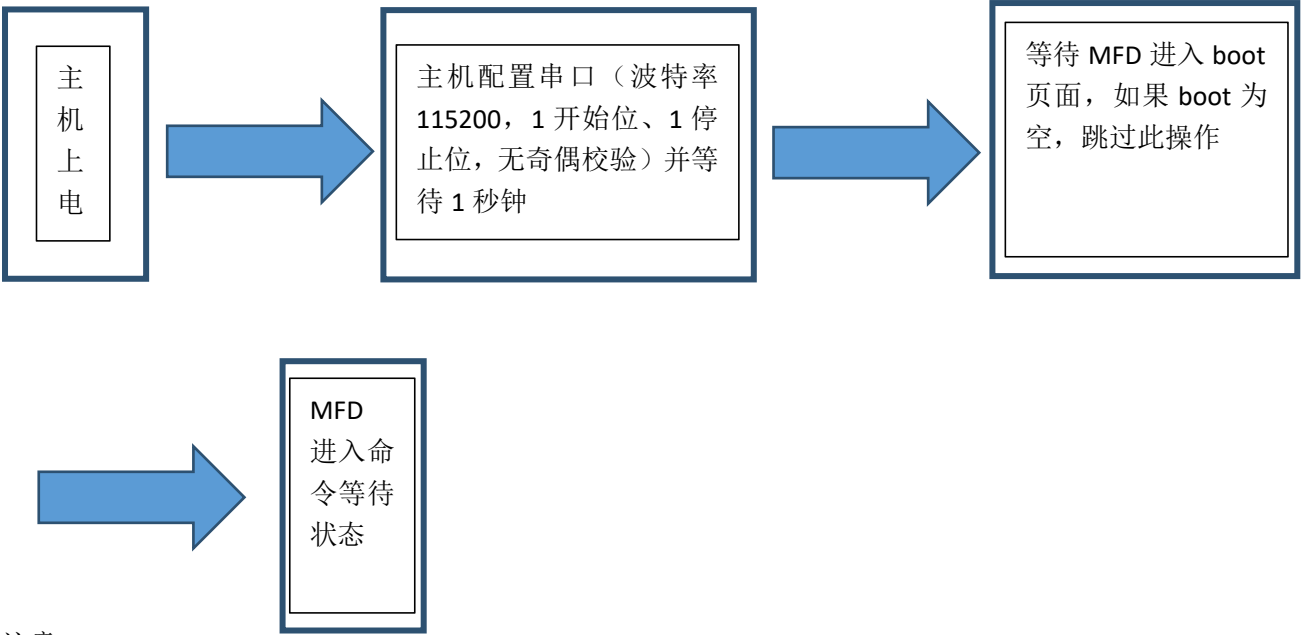 主
机
上
电
主机配置串口（波特率
115200，1 开始位、1 停
止位，无奇偶校验）并等
待 1 秒钟
等待 MFD 进入 boot
页面，如果 boot 为
空，跳过此操作
MFD
进入命
令等待
状态